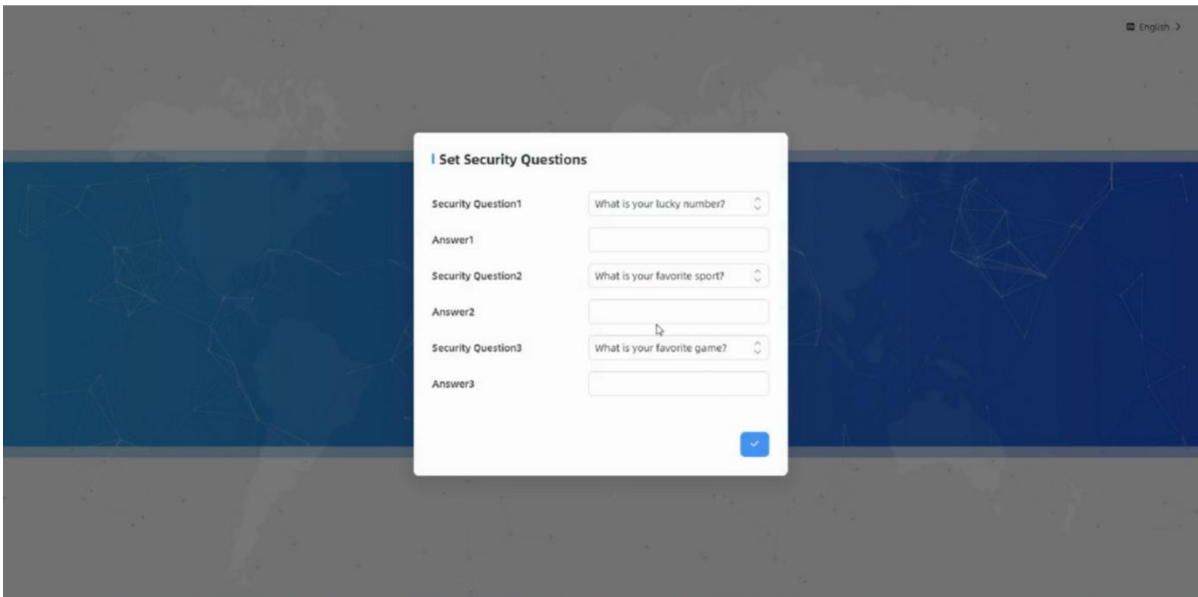 English
Set Security Questions
Security Question1 What is your lucky number?
Answer1
Security Question2 What is your favorite sport?
Answer2
Security Question3 What is your favorite game?
Answer3